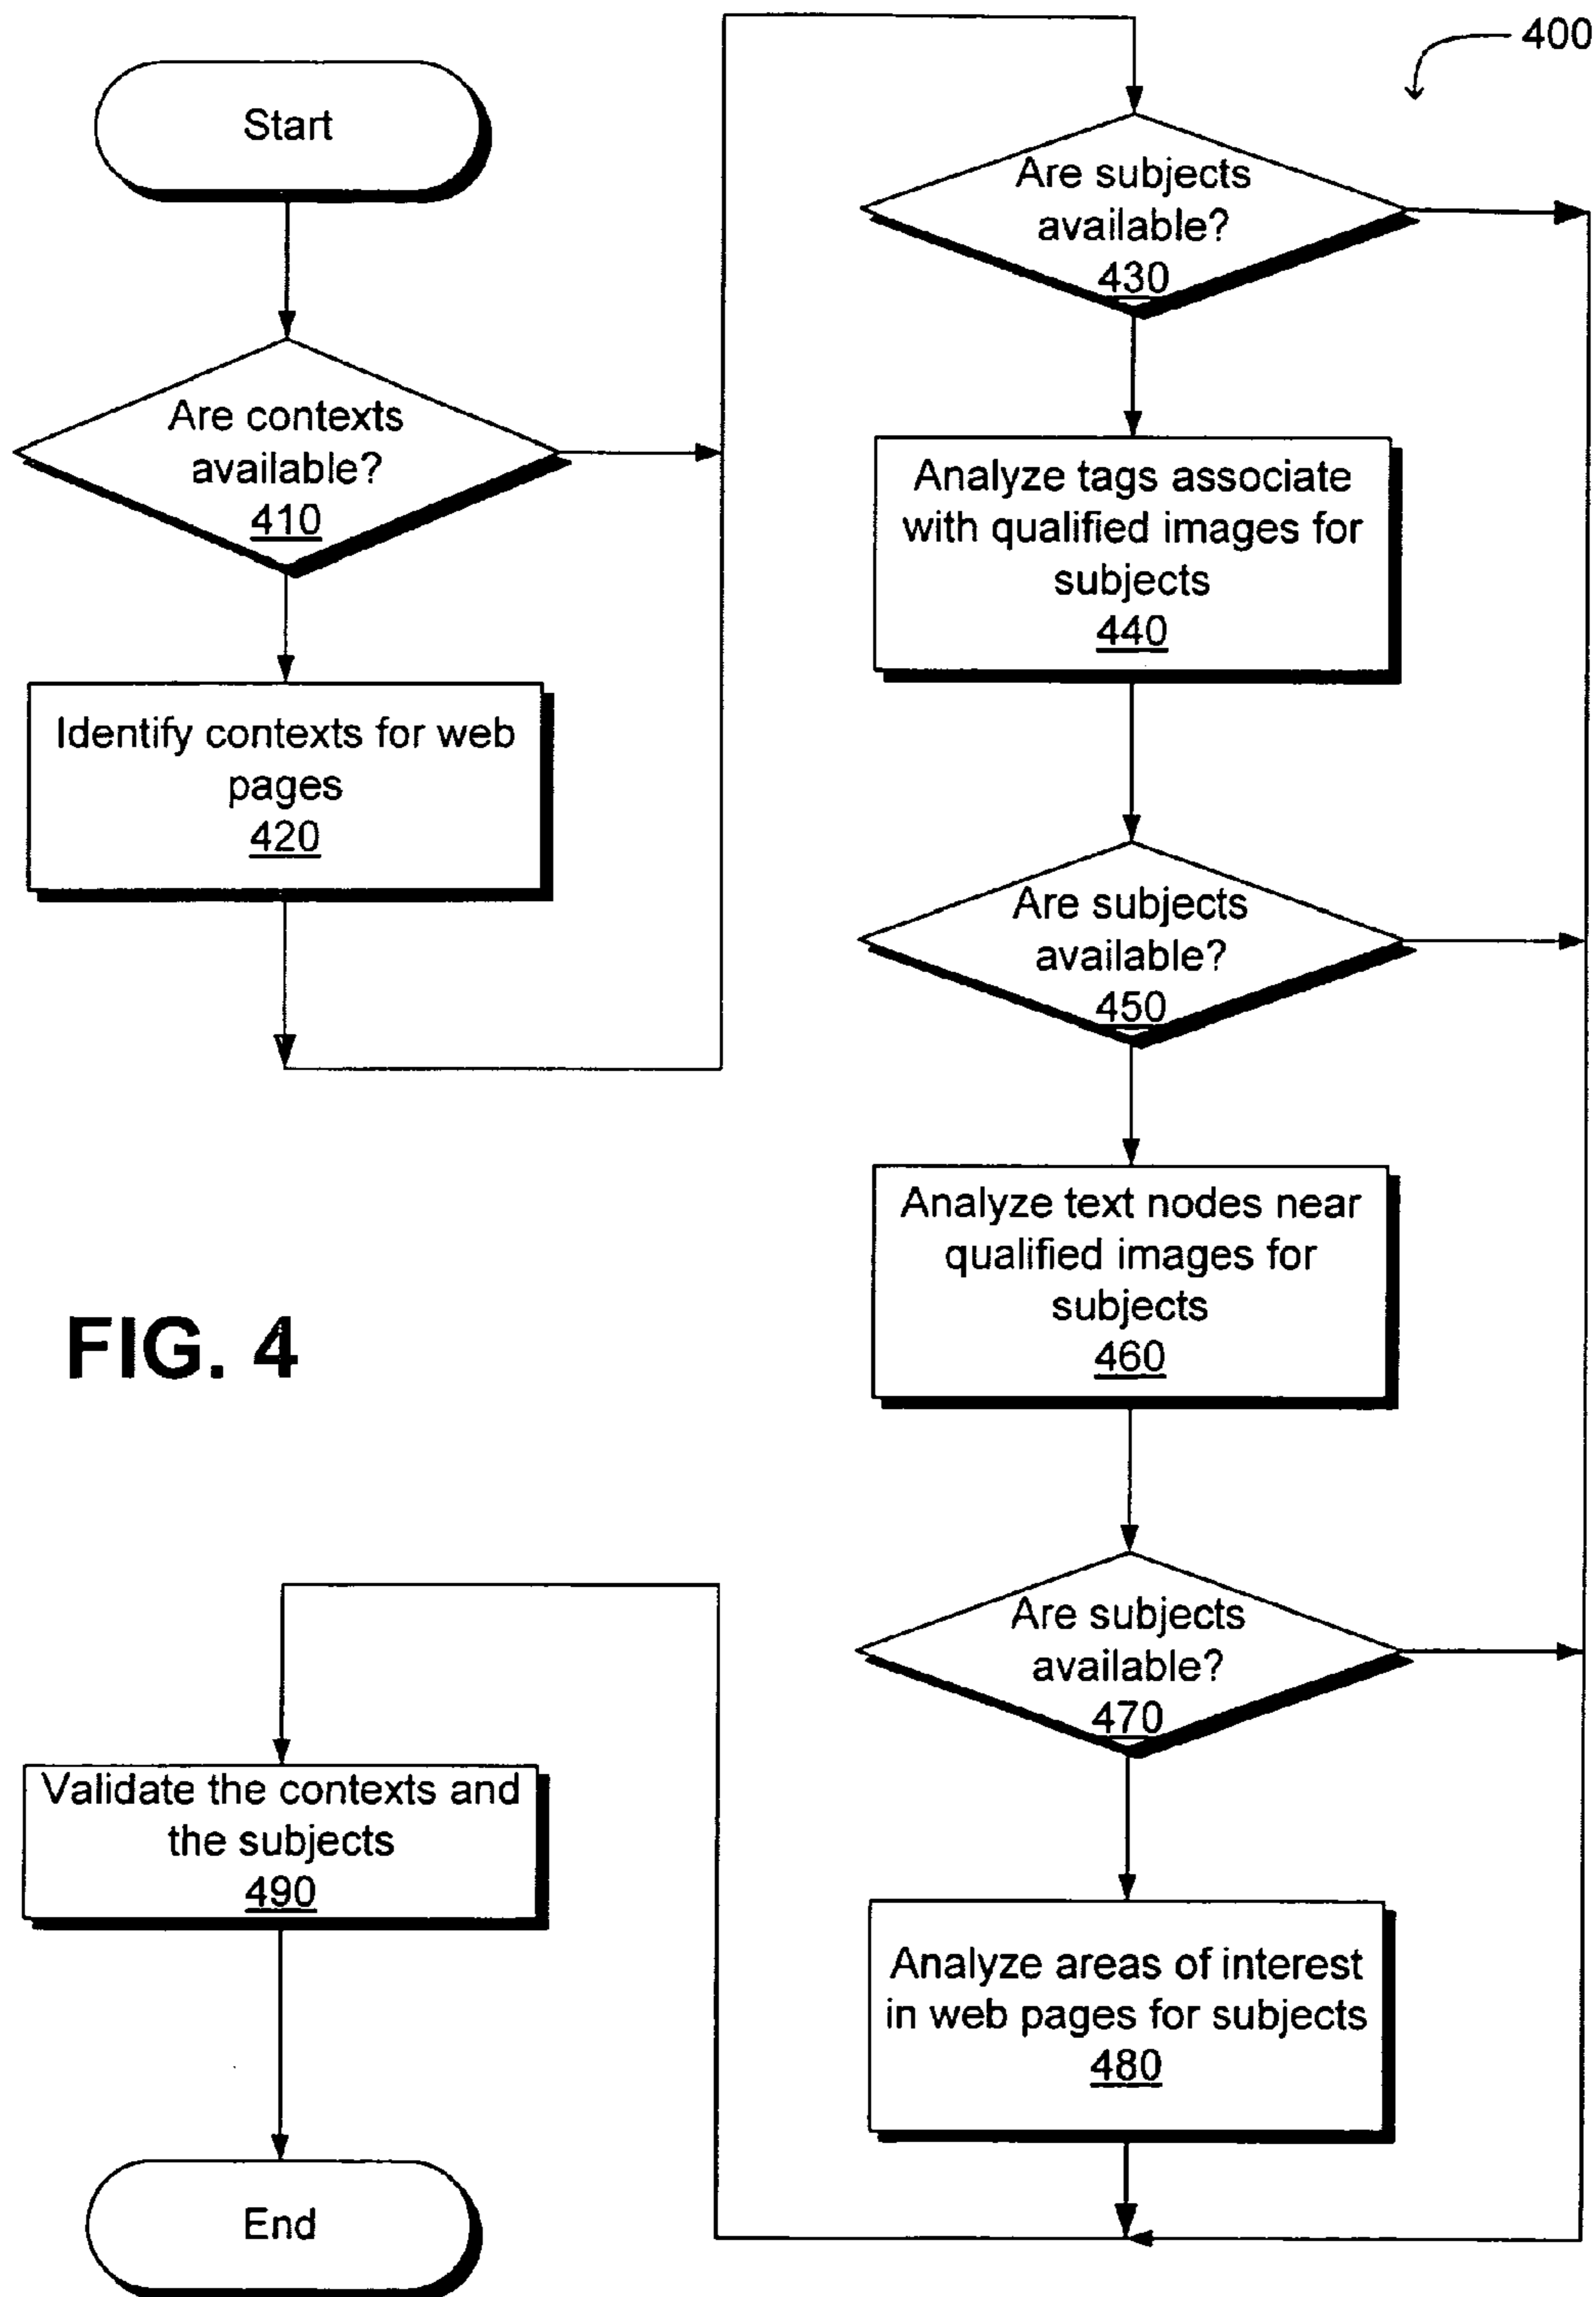 400
Start
Are contexts
available?
410
Identify contexts for web
pages
420
Are subjects
available?
430
Analyze tags associate
with qualified images for
subjects
440
Are subjects
available?
450
Analyze text nodes near
qualified images for
subjects
460
FIG. 4
Are subjects
available?
470
Analyze areas of interest
in web pages for subjects
480
Validate the contexts and
the subjects
490
End